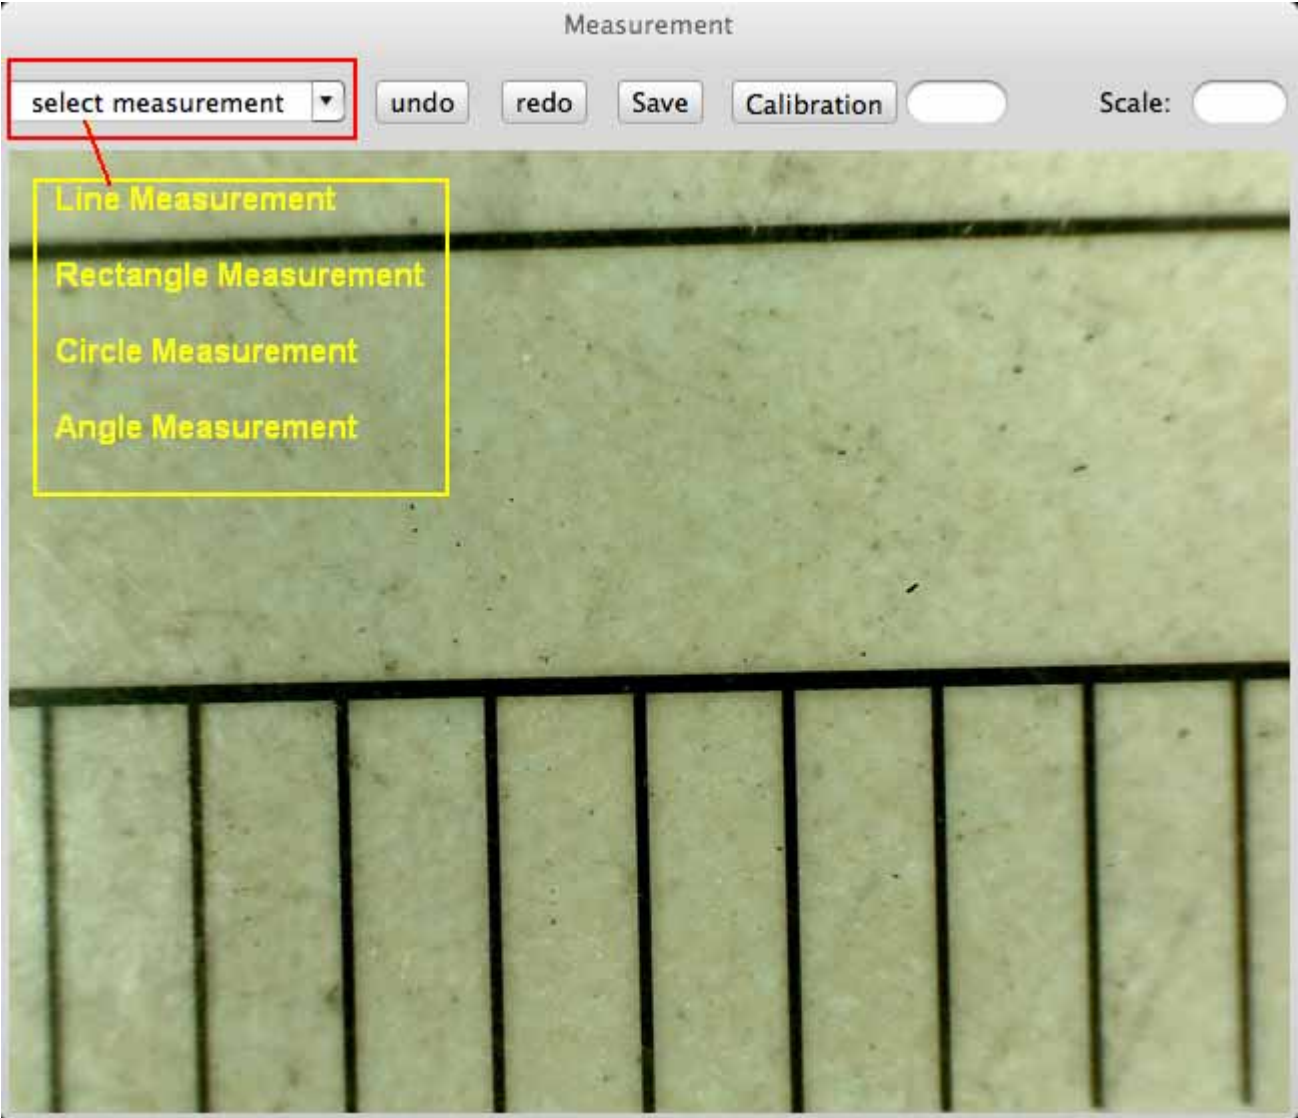 Measurement
select measurement undo redo Save Calibration Scale:
Line Measurement
Rectangle Measurement
Circle Measurement
Angle Measurement